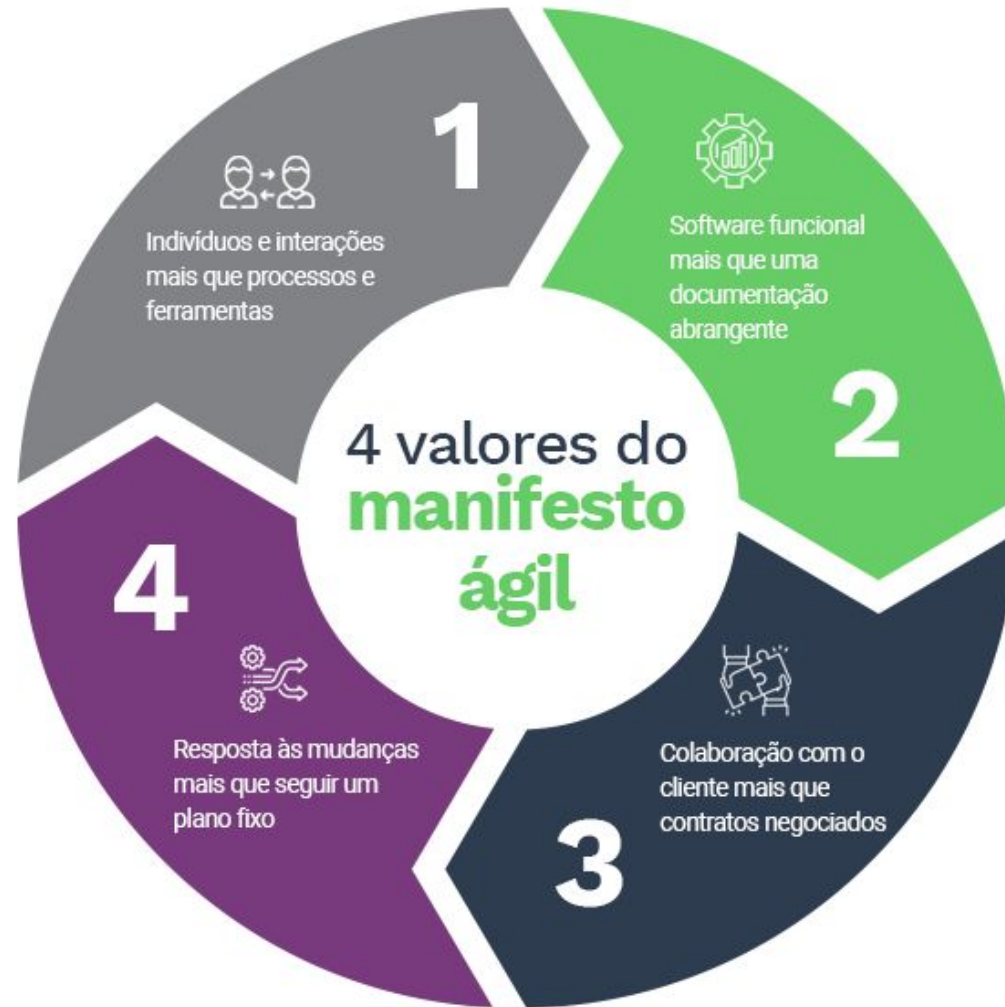 1
Indivíduos e interações
mais que processos e
ferramentas
Software funcional
mais que uma
documentação
abrangente
2
4 valores do
manifesto
ágil
Colaboração com o
cliente mais que
contratos negociados
3
4
Resposta às mudanças
mais que seguir um
plano fixo